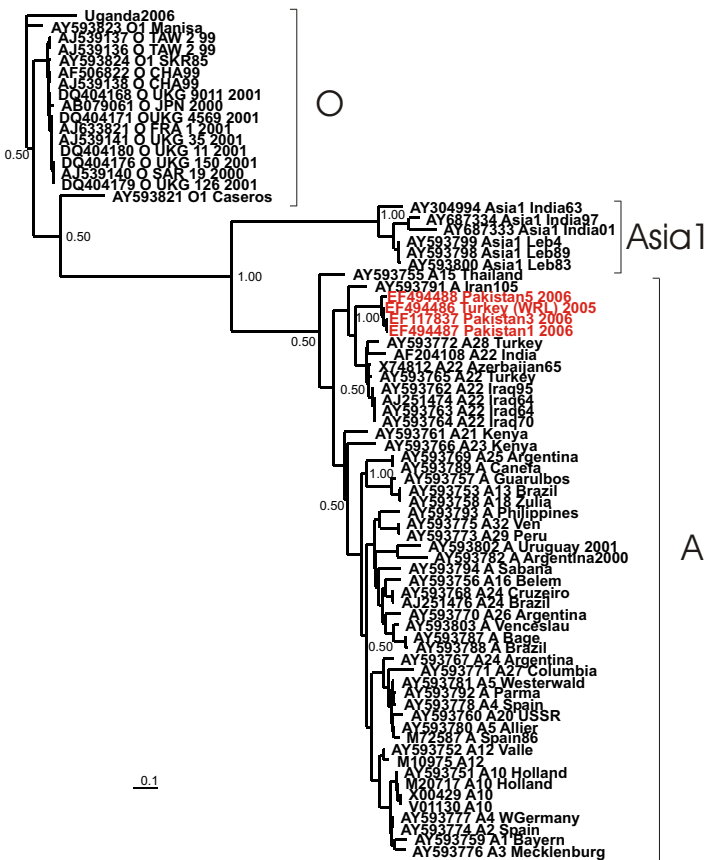 Uganda2006
AY593823 O1 Manisa
AJ539137 O TAW 2 99
AJ539136 O TAW 2 99
AY593824 O1 SKR85
AF506822 O CHA99
AJ539138 O CHA99
DQ404168 O UKG 9011 2001
AB079061 O JPN 2000
DQ404171 OUKG 4569 2001
AJ633821 O FRA 1 2001
AJ539141 O UKG 35 2001
DQ404180 O UKG 11 2001
DQ404176 O UKG 150 2001
AJ539140 O SAR 19 2000
DQ404179 O UKG 126 2001
AY593821 O1 Caseros
O
0.50
0.50
AY304994 Asia1 India63
AY687334 Asia1 India97
AY687333 Asia1 India01
AY593799 Asia1 Leb4
AY593798 Asia1 Leb89
AY593800 Asia1 Leb83
Asia1
1.00
1.00
AY593755 A15 Thailand
AY593791 A Iran105
EF494488 Pakistan5 2006
EF494486 Turkey (WRL) 2005
EF117837 Pakistan3 2006
EF494487 Pakistan1 2006
1.00
0.50
AY593772 A28 Turkey
AF204108 A22 India
X74812 A22 Azerbaijan65
AY593765 A22 Turkey
AY593762 A22 Iraq95
AJ251474 A22 Iraq64
AY593763 A22 Iraq64
AY593764 A22 Iraq70
0.50
AY593761 A21 Kenya
AY593766 A23 Kenya
AY593769 A25 Argentina
AY593789 A Canefa
AY593757 A Guarulbos
AY593753 A13 Brazil
AY593758 A18 Zulia
1.00
0.50
AY593793 A Philippines
AY593775 A32 Ven
AY593773 A29 Peru
AY593802 A Uruguay 2001
AY593782 A Argentina2000
A
AY593794 A Sabana
AY593756 A16 Belem
AY593768 A24 Cruzeiro
AJ251476 A24 Brazil
AY593770 A26 Argentina
AY593803 A Venceslau
AY593787 A Bage
AY593788 A Brazil
0.50
AY593767 A24 Argentina
AY593771 A27 Columbia
AY593781 A5 Westerwald
AY593792 A Parma
AY593778 A4 Spain
AY593760 A20 USSR
AY593780 A5 Allier
M72587 A Spain86
AY593752 A12 Valle
M10975 A12
AY593751 A10 Holland
M20717 A10 Holland
X00429 A10
V01130 A10
AY593777 A4 WGermany
AY593774 A2 Spain
AY593759 A1 Bayern
AY593776 A3 Mecklenburg
0.1